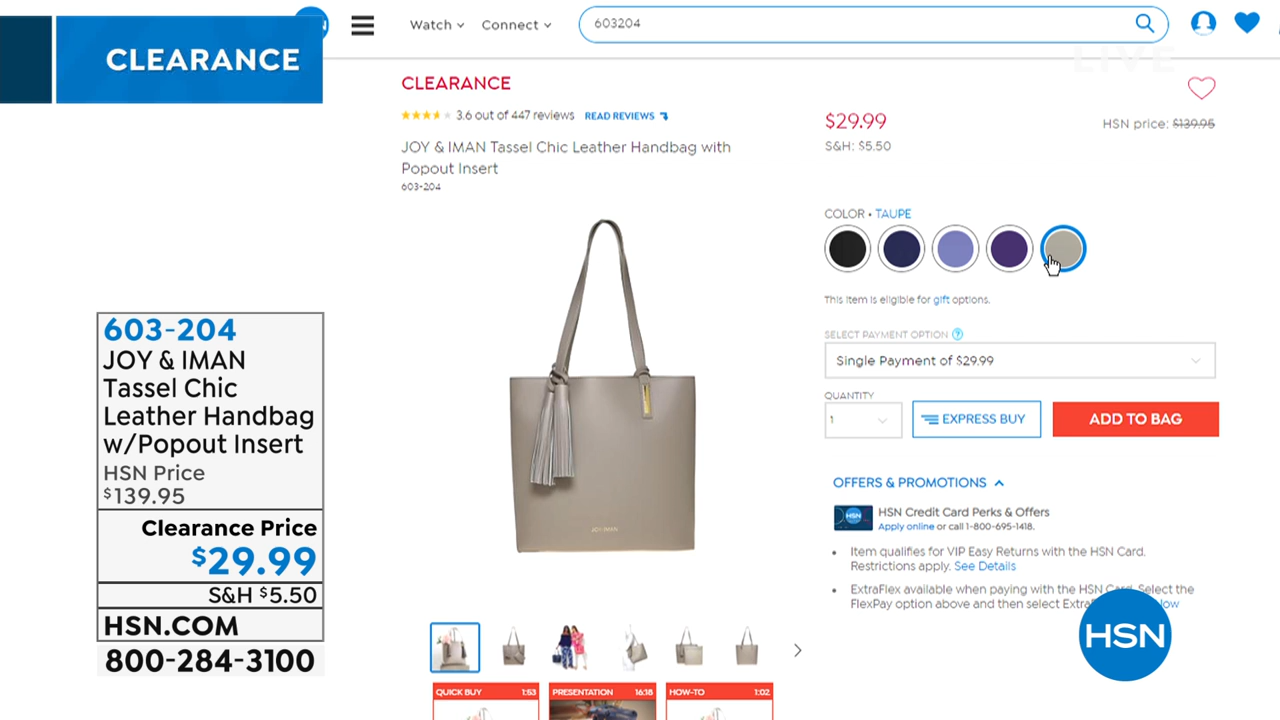 CLEARANCE
HSN
Watch
Connect
603204
LIVE
CLEARANCE
3.6 out of 447 reviews READ REVIEWS
JOY & IMAN Tassel Chic Leather Handbag with
Popout Insert
603-204
$29.99
HSN price: $139.95
S&H: $5.50
COLOR • TAUPE
This item is eligible for gift options.
SELECT PAYMENT OPTION ?
Single Payment of $29.99
QUANTITY
1
EXPRESS BUY
ADD TO BAG
OFFERS & PROMOTIONS
HSN
HSN Credit Card Perks & Offers
Apply online or call 1-800-695-1418.
• Item qualifies for VIP Easy Returns with the HSN Card.
Restrictions apply. See Details
• ExtraFlex available when paying with the HSN Card. Select the
FlexPay option above and then select
HSN
JOY & IMAN
603-204
JOY & IMAN
Tassel Chic
Leather Handbag
w/Popout Insert
HSN Price
$139.95
Clearance Price
$29.99
S&H $5.50
HSN.COM
800-284-3100
QUICK BUY 1:53
PRESENTATION 16:18
HOW-TO 1:02